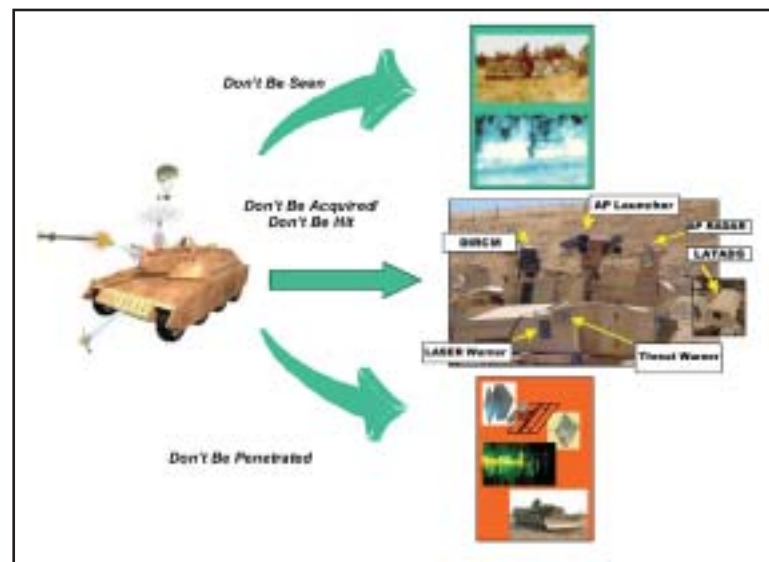 Don't Be Seen
Don't Be Acquired/
Don't Be Hit
AP Launcher
AP RADAR
DIRCM
LATADS
LASER Warner
Threat Warner
Don't Be Penetrated